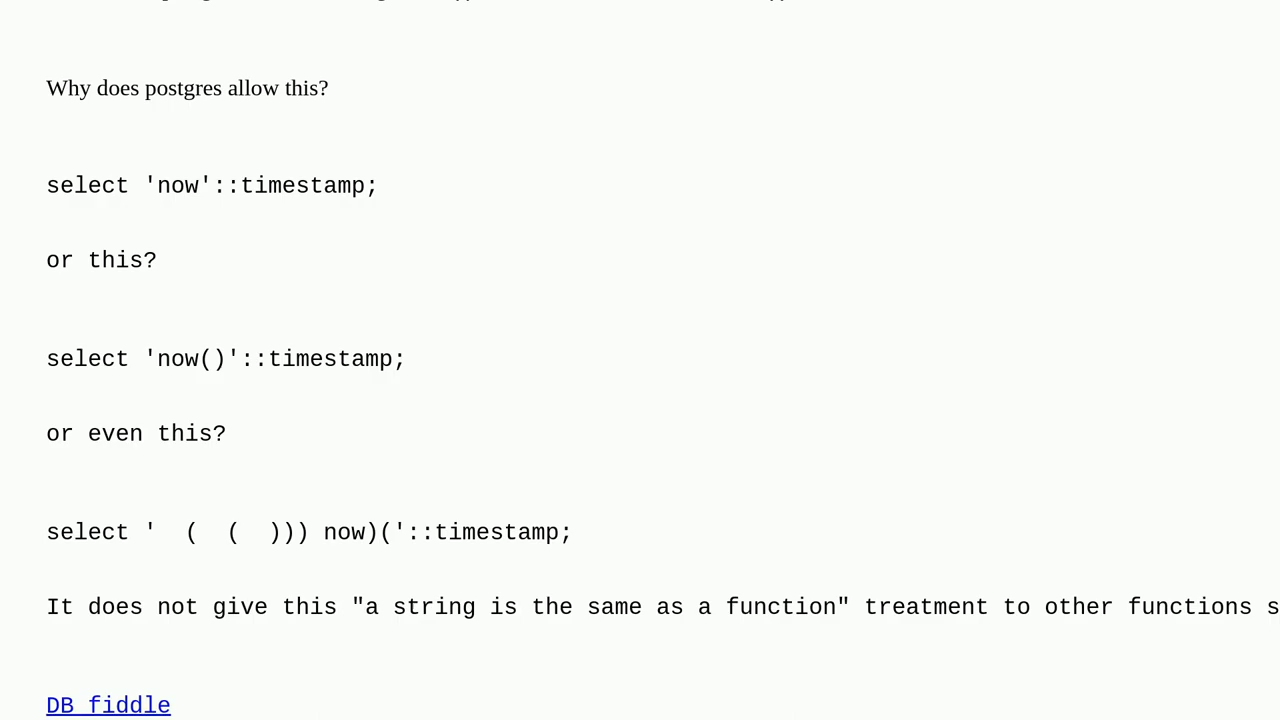 Why does postgres allow this?
select 'now'::timestamp;
or this?
select 'now()'::timestamp;
or even this?
select '  (  (  ))) now)('::timestamp;
It does not give this "a string is the same as a function" treatment to other functions s
DB fiddle